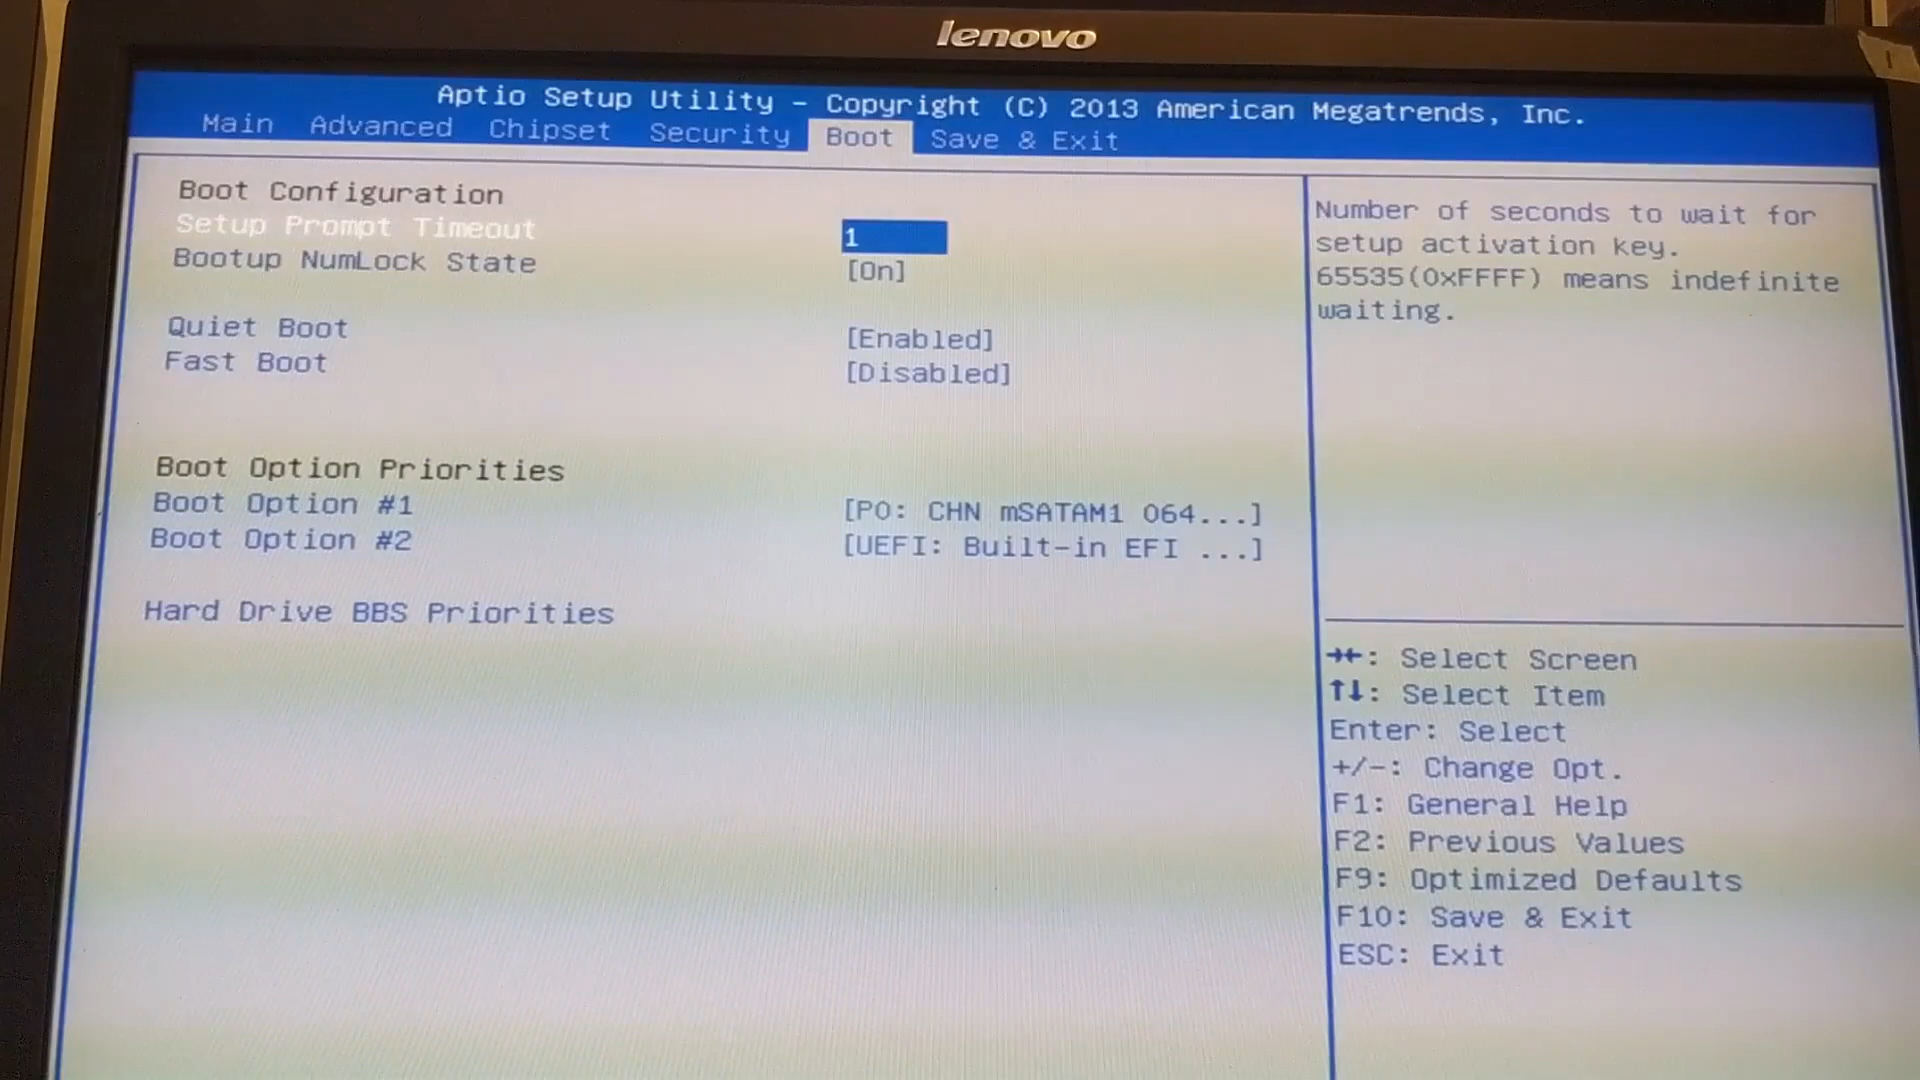 lenovo
Aptio Setup Utility - Copyright (C) 2013 American Megatrends, Inc.
Main Advanced Chipset Security Boot Save & Exit
Boot Configuration
Setup Prompt Timeout 1
Bootup NumLock State [On]
Quiet Boot [Enabled]
Fast Boot [Disabled]
Boot Option Priorities
Boot Option #1 [P0: CHN mSATAM1 064...]
Boot Option #2 [UEFI: Built-in EFI ...]
Hard Drive BBS Priorities
Number of seconds to wait for
setup activation key.
65535(0xFFFF) means indefinite
waiting.
→←: Select Screen
↑↓: Select Item
Enter: Select
+/-: Change Opt.
F1: General Help
F2: Previous Values
F9: Optimized Defaults
F10: Save & Exit
ESC: Exit